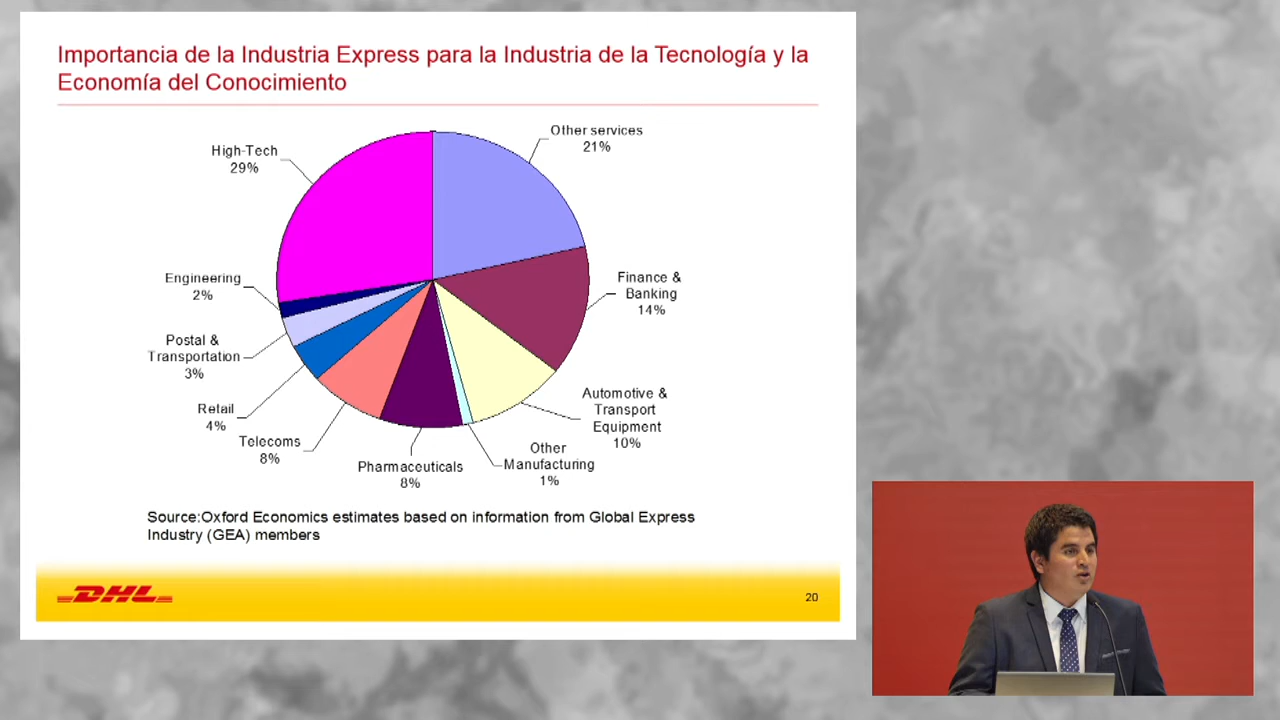 Importancia de la Industria Express para la Industria de la Tecnología y la
Economía del Conocimiento
Other services
21%
High-Tech
29%
Finance &
Banking
14%
Engineering
2%
Postal &
Transportation
3%
Automotive &
Transport
Equipment
10%
Retail
4%
Telecoms
8%
Other
Manufacturing
1%
Pharmaceuticals
8%
Source:Oxford Economics estimates based on information from Global Express
Industry (GEA) members
DHL
20